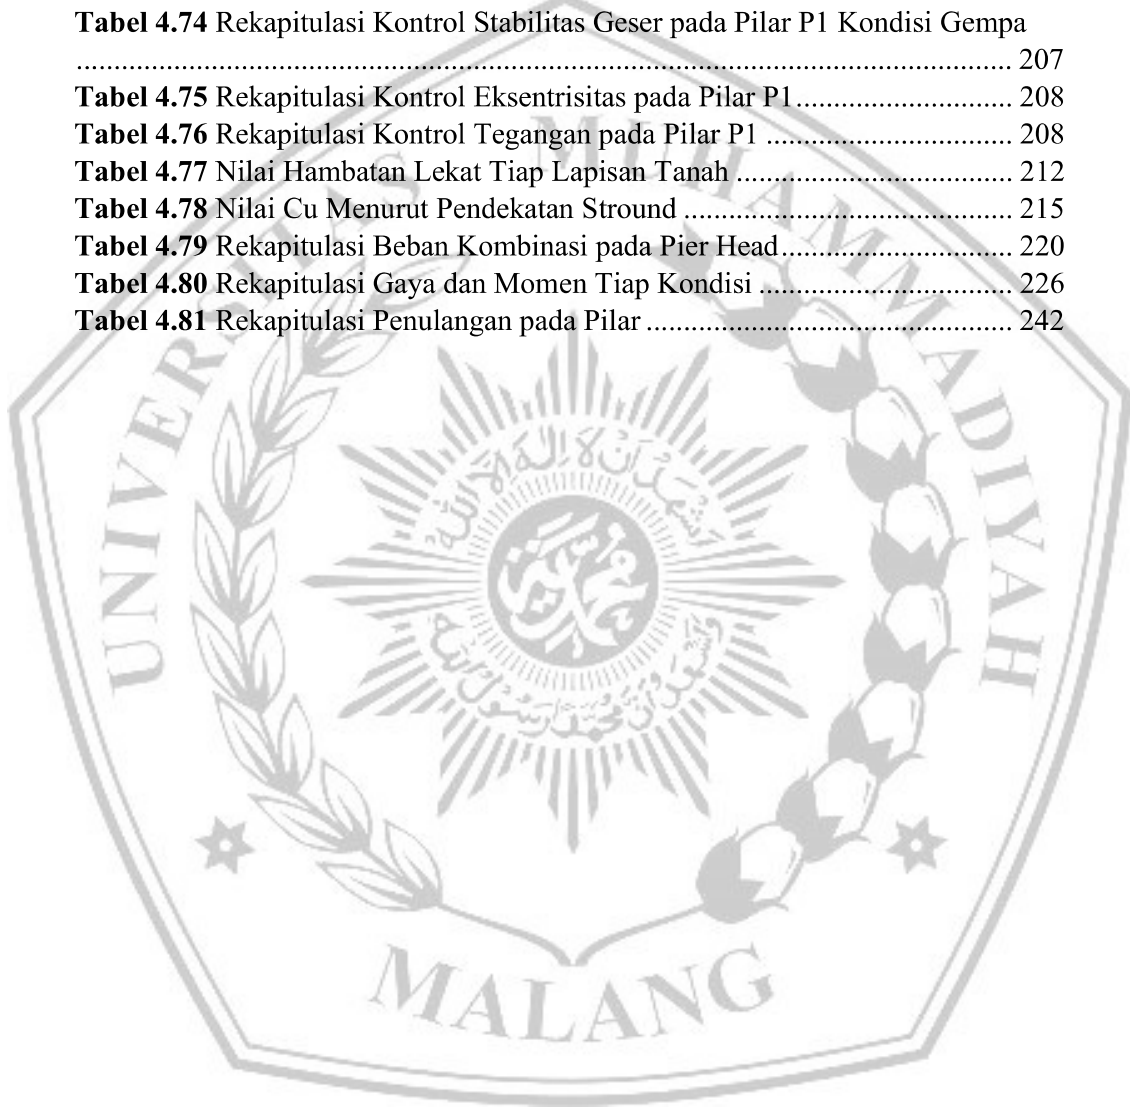 Tabel 4.74 Rekapitulasi Kontrol Stabilitas Geser pada Pilar P1 Kondisi Gempa
............................................................................................................................. 207
Tabel 4.75 Rekapitulasi Kontrol Eksentrisitas pada Pilar P1............................. 208
Tabel 4.76 Rekapitulasi Kontrol Tegangan pada Pilar P1 ................................. 208
Tabel 4.77 Nilai Hambatan Lekat Tiap Lapisan Tanah ..................................... 212
Tabel 4.78 Nilai Cu Menurut Pendekatan Stround ............................................ 215
Tabel 4.79 Rekapitulasi Beban Kombinasi pada Pier Head............................... 220
Tabel 4.80 Rekapitulasi Gaya dan Momen Tiap Kondisi .................................. 226
Tabel 4.81 Rekapitulasi Penulangan pada Pilar ................................................. 242
UNIVERSITAS MUHAMMADIYAH
MALANG